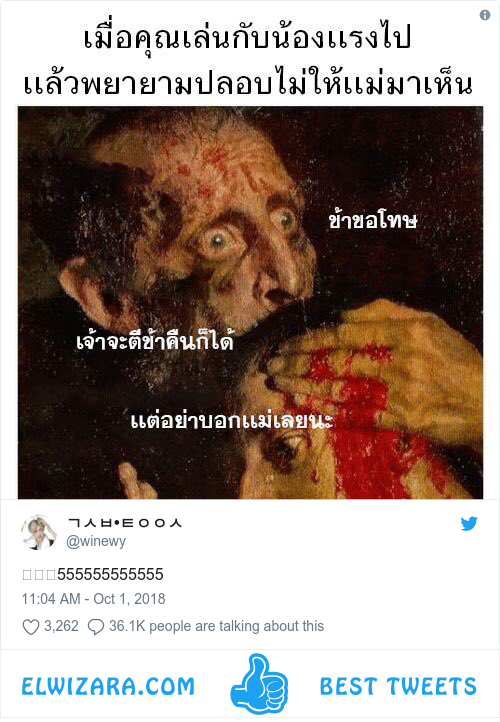 เมื่อคุณเล่นกับน้องแรงไป
แล้วพยายามปลอบไม่ให้แม่มาเห็น
ข้าขอโทษ
เจ้าจะตีข้าคืนก็ได้
แต่อย่าบอกแม่เลยนะ
ㄱㅅㅂ•ㅌㅇㅇㅅ
@winewy
555555555555
11:04 AM - Oct 1, 2018
3,262 36.1K people are talking about this
ELWIZARA.COM BEST TWEETS